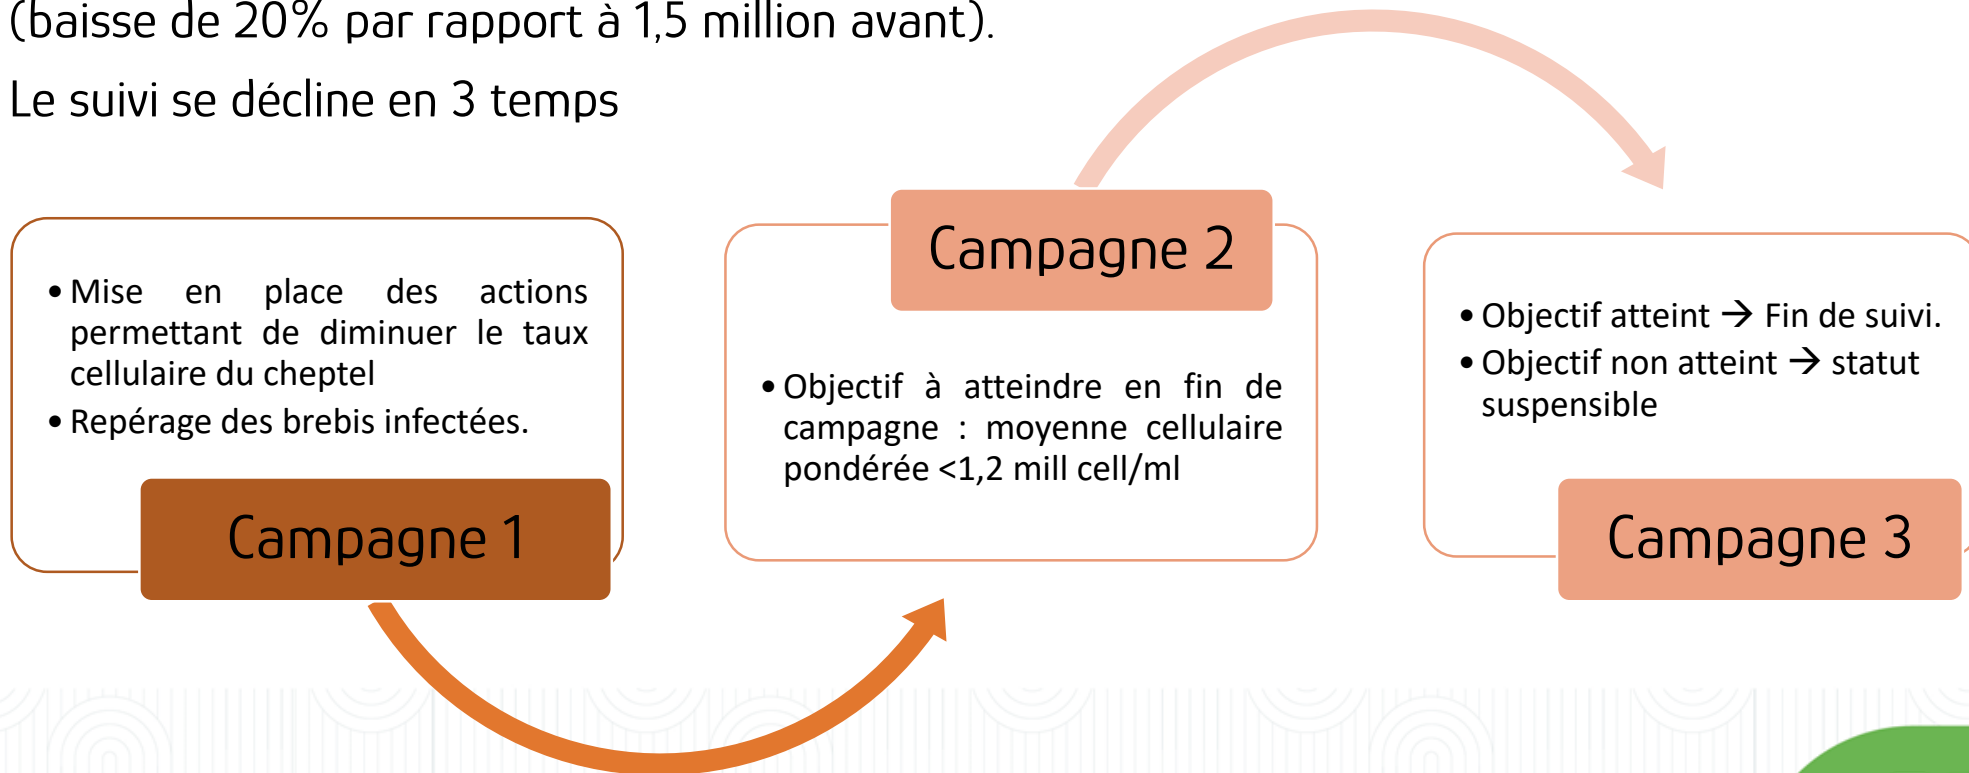 (baisse de 20% par rapport à 1,5 million avant).
Le suivi se décline en 3 temps
• Mise en place des actions
permettant de diminuer le taux
cellulaire du cheptel
• Repérage des brebis infectées.
Campagne 1
Campagne 2
• Objectif à atteindre en fin de
campagne : moyenne cellulaire
pondérée <1,2 mill cell/ml
• Objectif atteint → Fin de suivi.
• Objectif non atteint → statut
suspensible
Campagne 3